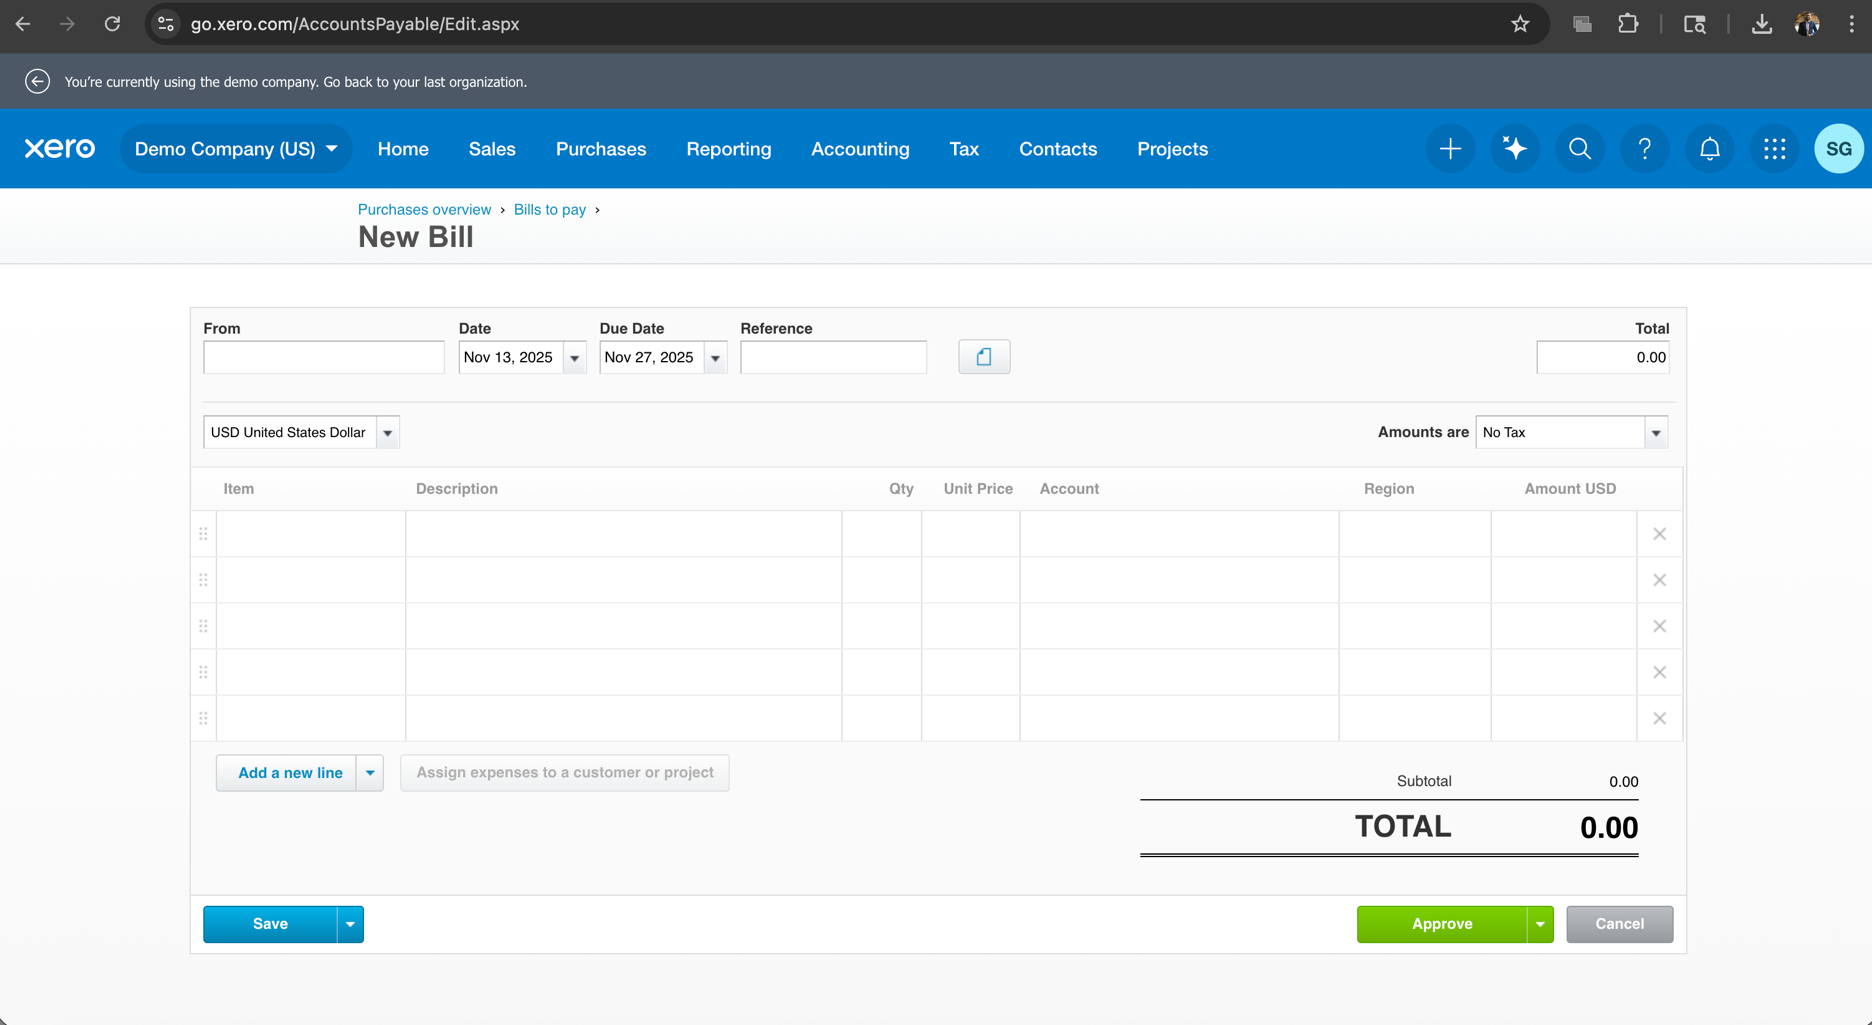 go.xero.com/AccountsPayable/Edit.aspx
You're currently using the demo company. Go back to your last organization.
xero Demo Company (US) Home Sales Purchases Reporting Accounting Tax Contacts Projects ? SG
Purchases overview › Bills to pay ›
New Bill
From Date Due Date Reference Total
Nov 13, 2025 Nov 27, 2025 0.00
USD United States Dollar Amounts are No Tax
Item Description Qty Unit Price Account Region Amount USD
Add a new line Assign expenses to a customer or project
Subtotal 0.00
TOTAL 0.00
Save Approve Cancel